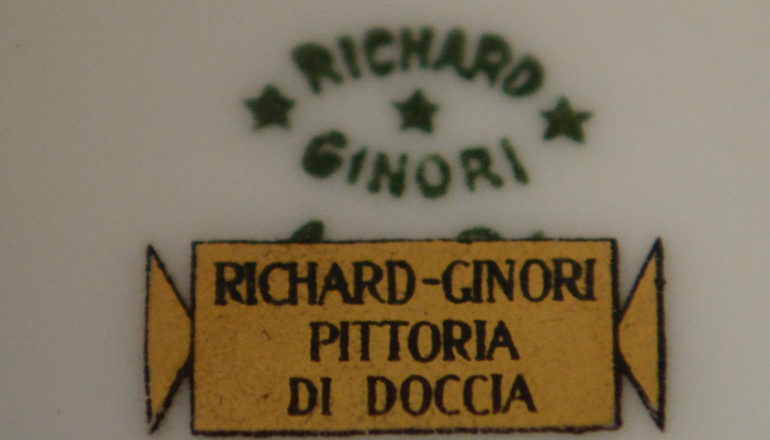 RICHARD
GINORI
RICHARD-GINORI
PITTORIA
DI DOCCIA